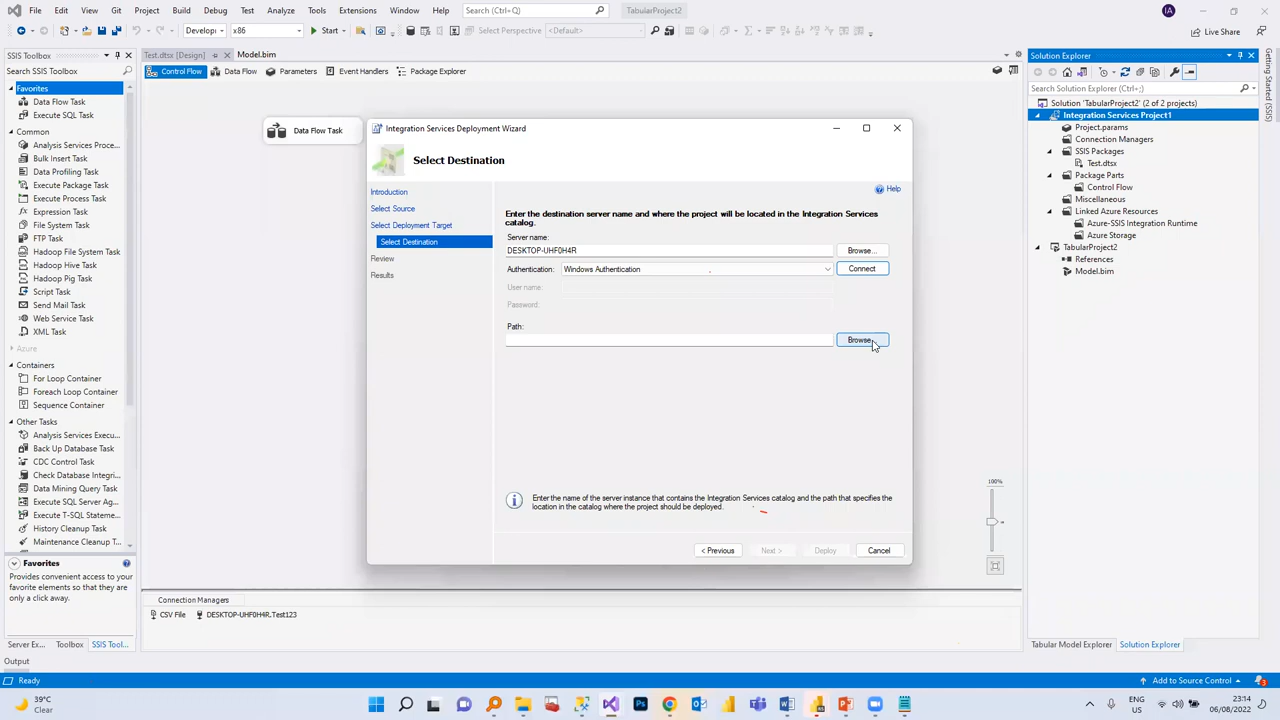 File Edit View Git Project Build Debug Test Analyze Tools Extensions Window Help Search (Ctrl+Q) TabularProject2 IA
Develop x86 Start Select Perspective <Default> Live Share
Test.dtsx [Design] Model.bim
Control Flow Data Flow Parameters Event Handlers Package Explorer
SSIS Toolbox
Search SSIS Toolbox
Favorites
Data Flow Task
Execute SQL Task
Common
Analysis Services Proce...
Bulk Insert Task
Data Profiling Task
Execute Package Task
Execute Process Task
Expression Task
File System Task
FTP Task
Hadoop File System Task
Hadoop Hive Task
Hadoop Pig Task
Script Task
Send Mail Task
Web Service Task
XML Task
Azure
Containers
For Loop Container
Foreach Loop Container
Sequence Container
Other Tasks
Analysis Services Execu...
Back Up Database Task
CDC Control Task
Check Database Integri...
Data Mining Query Task
Execute SQL Server Ag...
History Cleanup Task
Maintenance Cleanup T...
Favorites
Provides convenient access to your
favorite elements so that they are
only a click away.
Server Ex... Toolbox SSIS Tool...
Output
Data Flow Task
Integration Services Deployment Wizard
Select Destination
Introduction
Select Source
Select Deployment Target
Select Destination
Review
Results
Help
Enter the destination server name and where the project will be located in the Integration Services
catalog.
Server name:
DESKTOP-UHF0H4R Browse...
Authentication: Windows Authentication Connect
User name:
Password:
Path:
Browse...
Enter the name of the server instance that contains the Integration Services catalog and the path that specifies the
location in the catalog where the project should be deployed.
< Previous Next > Deploy Cancel
100%
Connection Managers
CSV File DESKTOP-UHF0H4R.Test123
Solution Explorer
Search Solution Explorer (Ctrl+;)
Solution 'TabularProject2' (2 of 2 projects)
Integration Services Project1
Project.params
Connection Managers
SSIS Packages
Test.dtsx
Package Parts
Control Flow
Miscellaneous
Linked Azure Resources
Azure-SSIS Integration Runtime
Azure Storage
TabularProject2
References
Model.bim
Tabular Model Explorer Solution Explorer
Getting Started (SSIS)
Ready Add to Source Control 3
39°C
Clear
ENG
US
23:14
06/08/2022